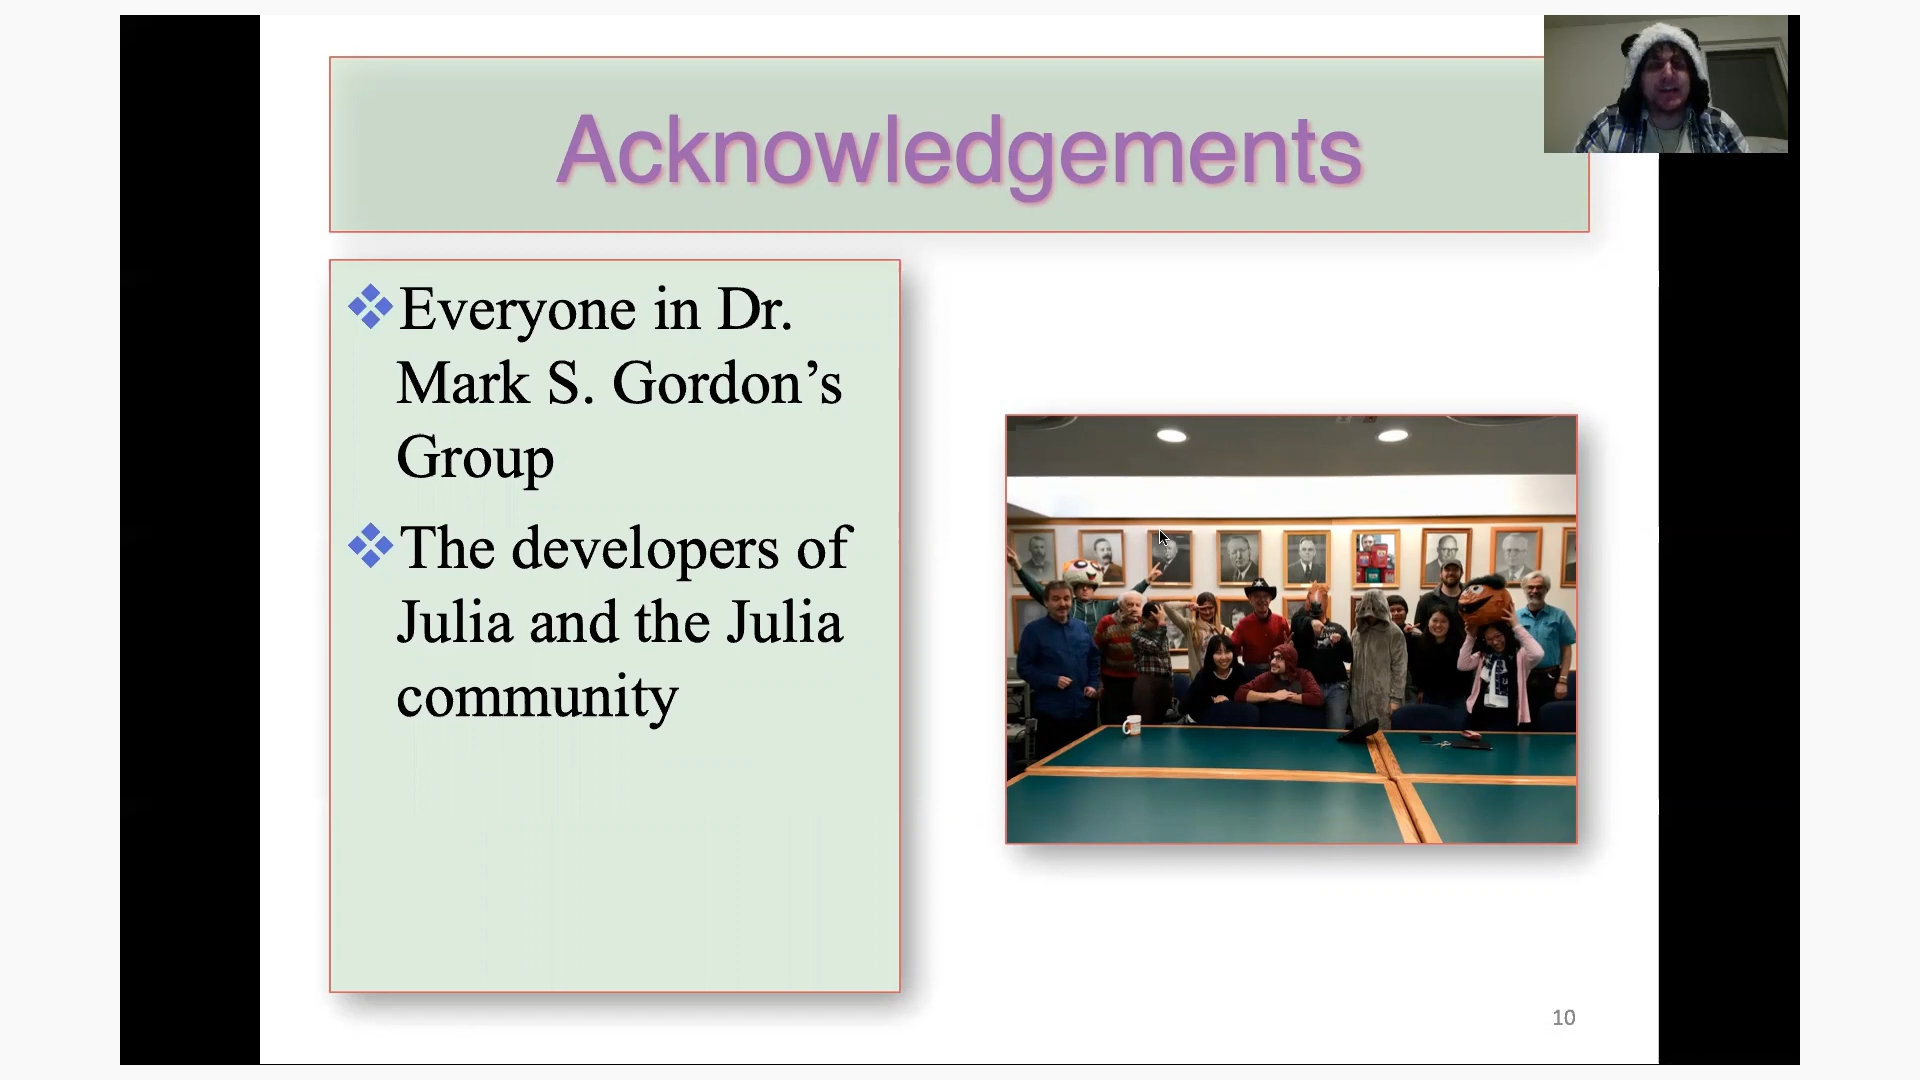 Acknowledgements
❖Everyone in Dr.
Mark S. Gordon’s
Group
❖The developers of
Julia and the Julia
community
10